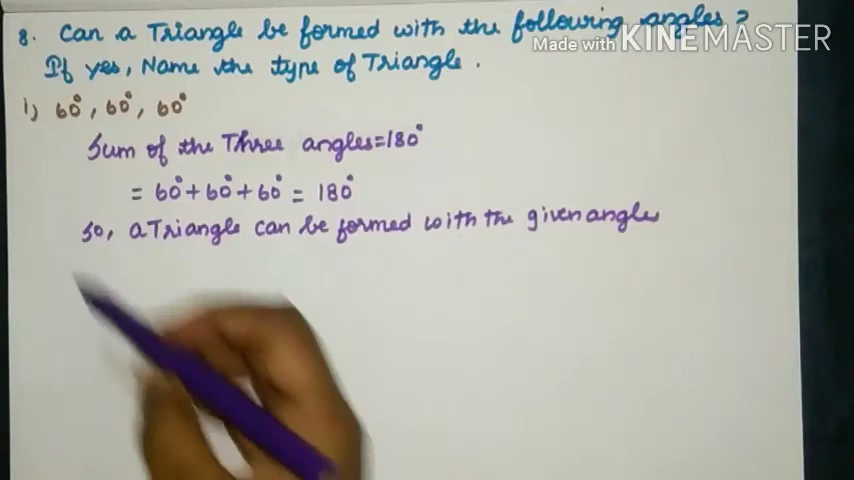 8. Can a Triangle be formed with the following angles ?
Made with KINEMASTER
If yes, Name the type of Triangle.
i) 60°, 60°, 60°
Sum of the Three angles=180°
= 60°+60°+60° = 180°
So, a Triangle can be formed with the given angles